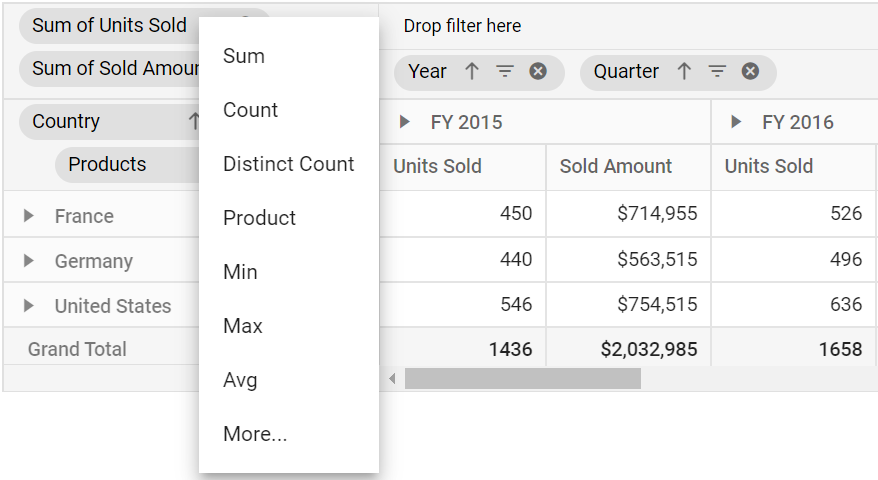 Sum of Units Sold
Drop filter here
Sum of Sold Amoun
Year Quarter
Sum
Count
Distinct Count
Product
Min
Max
Avg
More...
Country
FY 2015 FY 2016
Products
Units Sold Sold Amount Units Sold
France 450 $714,955 526
Germany 440 $563,515 496
United States 546 $754,515 636
Grand Total 1436 $2,032,985 1658